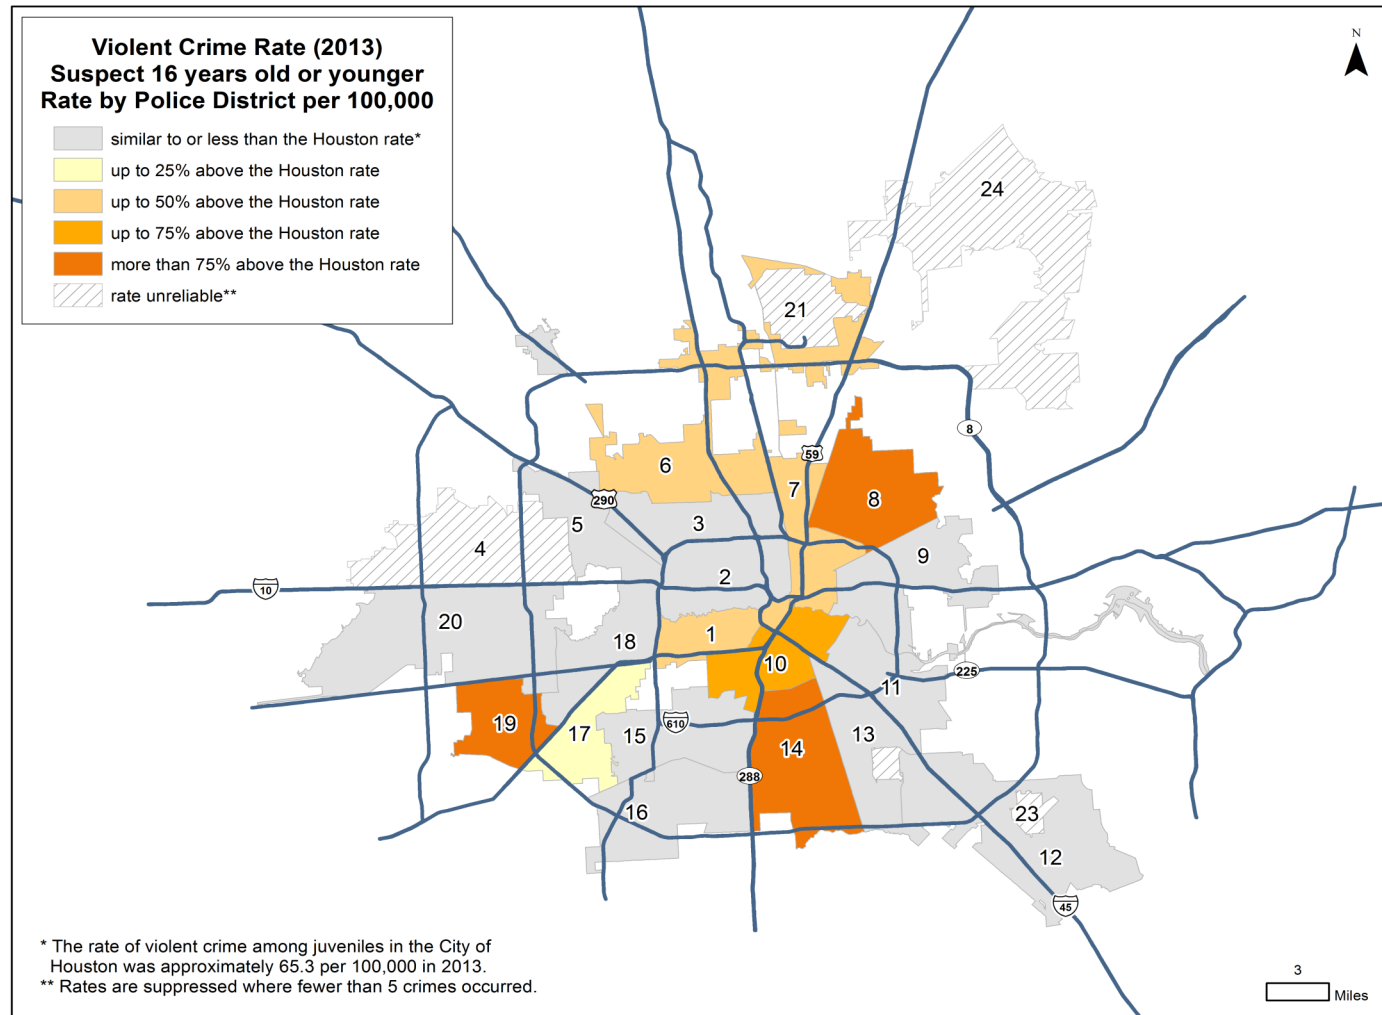 Violent Crime Rate (2013)
Suspect 16 years old or younger
Rate by Police District per 100,000
similar to or less than the Houston rate*
up to 25% above the Houston rate
up to 50% above the Houston rate
up to 75% above the Houston rate
more than 75% above the Houston rate
rate unreliable**
N
24
21
8
59
6
7
8
290
5
3
9
4
2
10
20
18
1
10
225
11
19
17
15
610
13
14
288
16
23
12
45
* The rate of violent crime among juveniles in the City of
Houston was approximately 65.3 per 100,000 in 2013.
** Rates are suppressed where fewer than 5 crimes occurred.
3
Miles